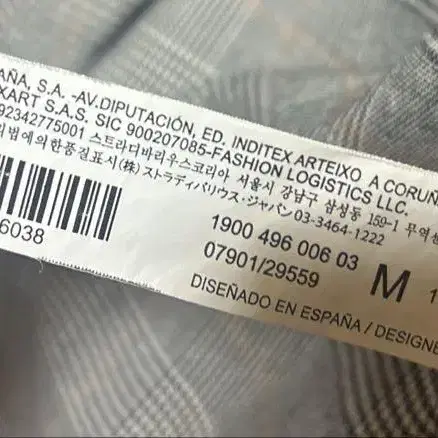 AÑA, S.A. -AV.DIPUTACIÓN, ED. INDITEX ARTEIXO A CORUÑ
XART S.A.S. SIC 900207085-FASHION LOGISTICS LLC.
92342775001 스트라디바리우스코리아 서울시 강남구 삼성동 159-1 무역센
법에의한품질표시(株)ストラディバリウス・ジャパン 03-3464-1222
6038
1900 496 006 03
07901/29559
M 1
DISEÑADO EN ESPAÑA / DESIGNE